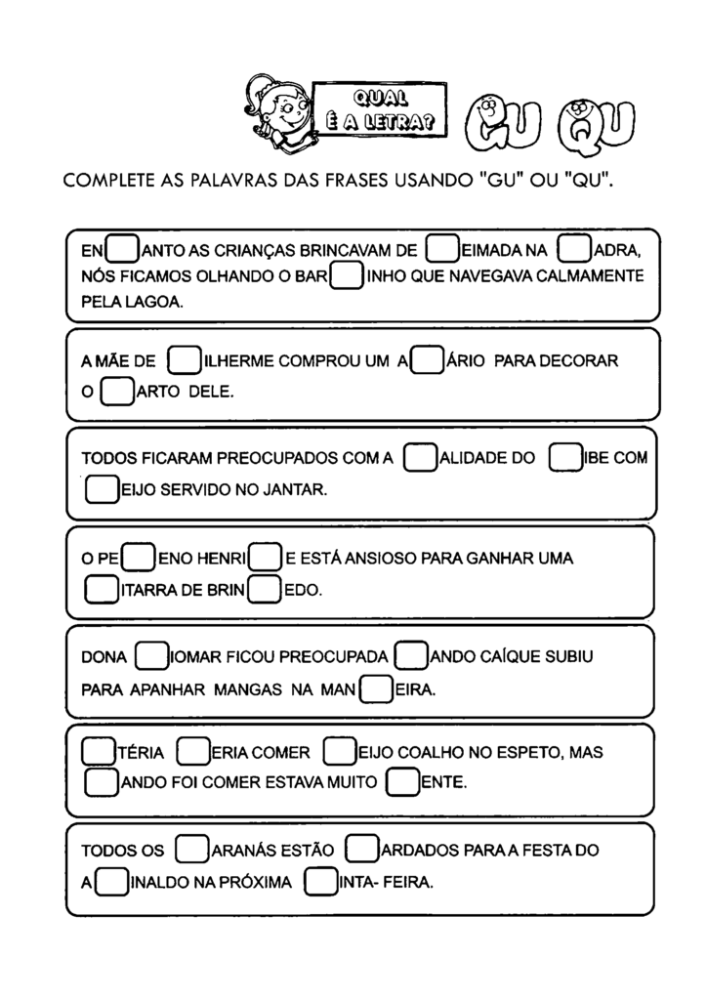 QUAL
É A LETRA?
GU QU
COMPLETE AS PALAVRAS DAS FRASES USANDO "GU" OU "QU".
EN☐ANTO AS CRIANÇAS BRINCAVAM DE ☐EIMADA NA ☐ADRA,
NÓS FICAMOS OLHANDO O BAR☐INHO QUE NAVEGAVA CALMAMENTE
PELA LAGOA.
A MÃE DE ☐ILHERME COMPROU UM A☐ÁRIO PARA DECORAR
O ☐ARTO DELE.
TODOS FICARAM PREOCUPADOS COM A ☐ALIDADE DO ☐IBE COM
☐EIJO SERVIDO NO JANTAR.
O PE☐ENO HENRI☐E ESTÁ ANSIOSO PARA GANHAR UMA
☐ITARRA DE BRIN☐EDO.
DONA ☐IOMAR FICOU PREOCUPADA ☐ANDO CAÍQUE SUBIU
PARA APANHAR MANGAS NA MAN☐EIRA.
☐TÉRIA ☐ERIA COMER ☐EIJO COALHO NO ESPETO, MAS
☐ANDO FOI COMER ESTAVA MUITO ☐ENTE.
TODOS OS ☐ARANÁS ESTÃO ☐ARDADOS PARA A FESTA DO
A☐INALDO NA PRÓXIMA ☐INTA- FEIRA.